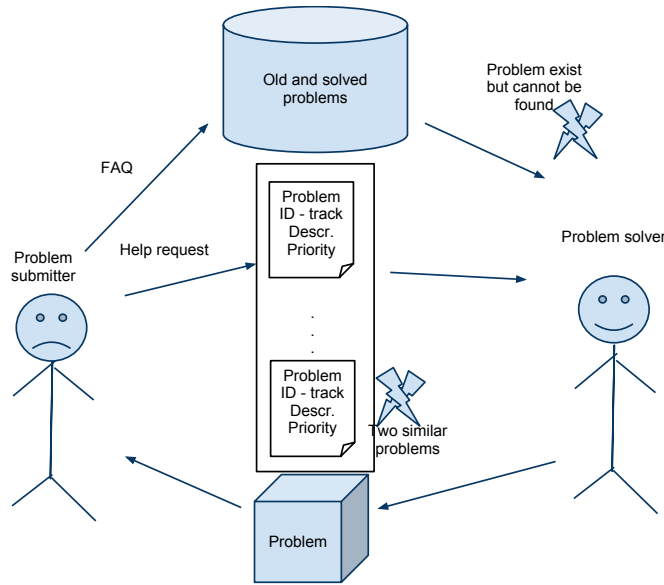 Old and solved
problems
Problem exist
but cannot be
found
FAQ
Problem
ID - track
Descr.
Priority
Help request
Problem
submitter
Problem solver
.
.
.
Problem
ID - track
Descr.
Priority
Two similar
problems
Problem